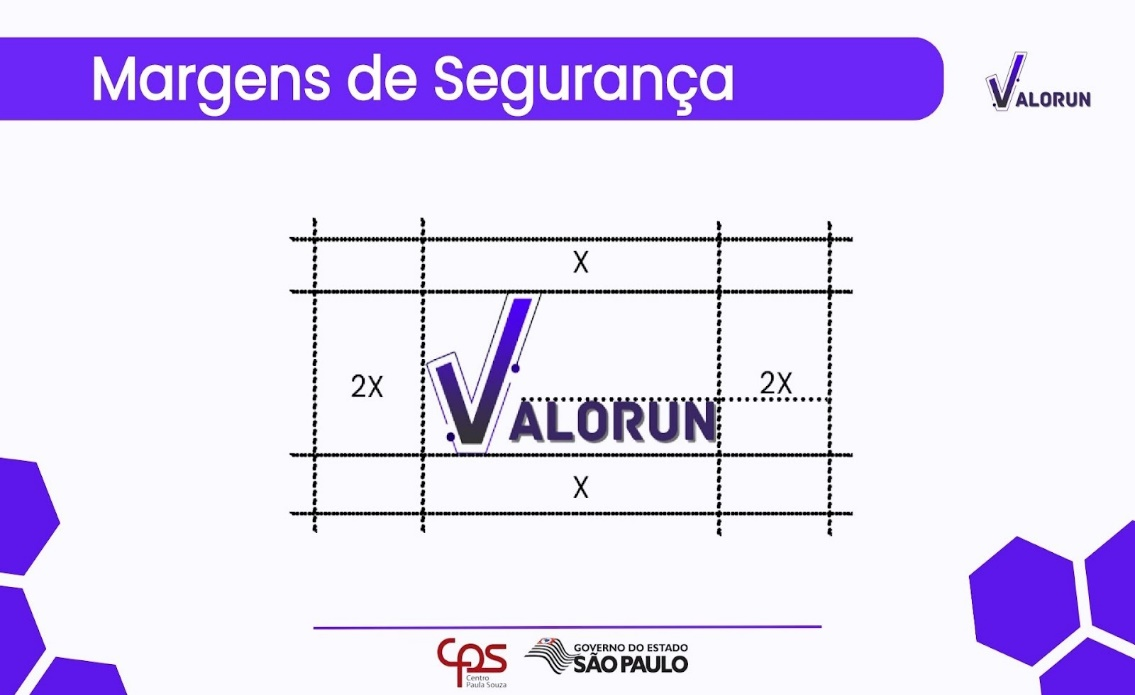 Margens de Segurança
VALORUN
X
2X
2X
VALORUN
X
CPS
Centro
Paula Souza
GOVERNO DO ESTADO
SÃO PAULO